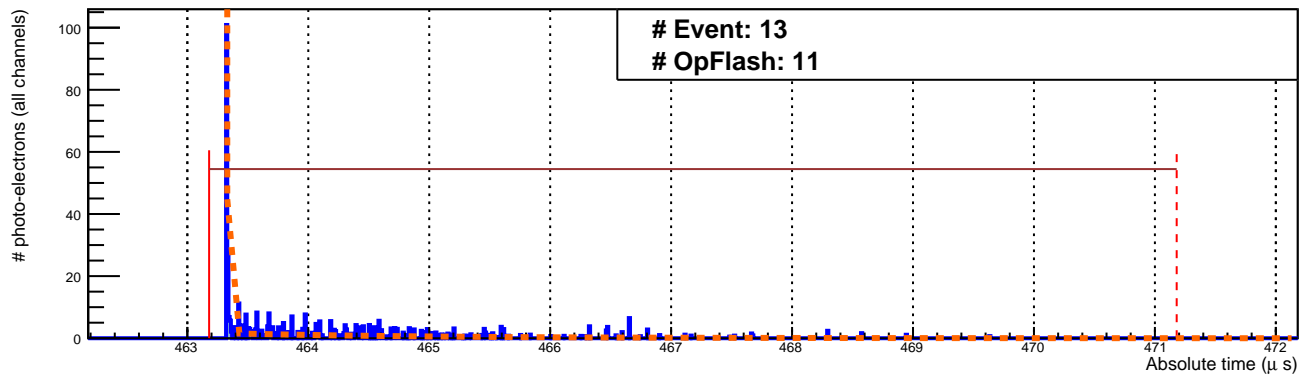 # Event: 13
# OpFlash: 11
# photo-electrons (all channels)
100
80
60
40
20
0
463 464 465 466 467 468 469 470 471 472
Absolute time (μ s)